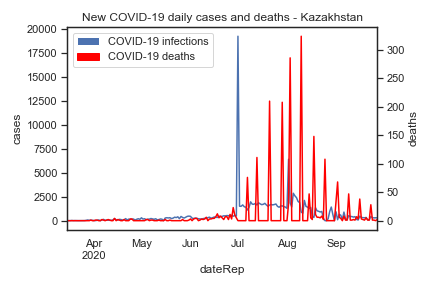 New COVID-19 daily cases and deaths - Kazakhstan
COVID-19 infections
COVID-19 deaths
20000
17500
15000
12500
10000
7500
5000
2500
0
cases
300
250
200
150
100
50
0
deaths
Apr
2020
May
Jun
Jul
Aug
Sep
dateRep